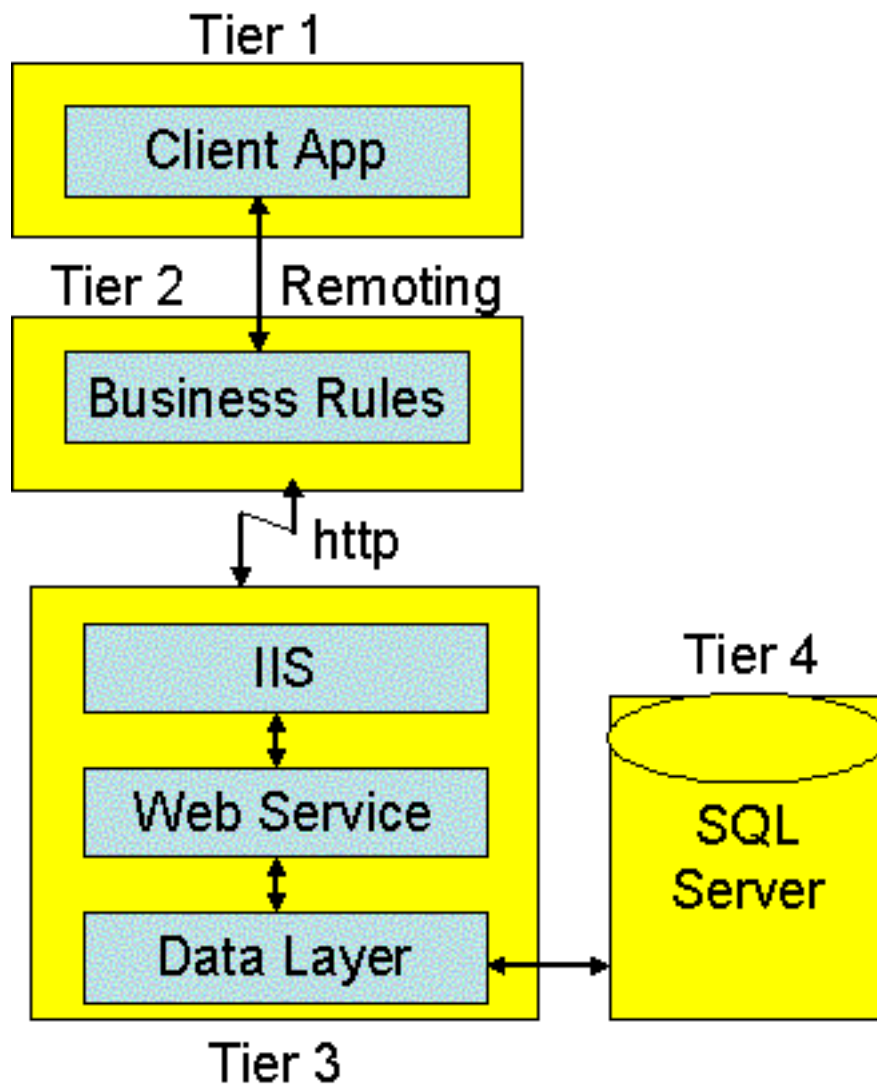 Tier 1
Client App
Tier 2
Remoting
Business Rules
http
IIS
Web Service
Data Layer
Tier 3
Tier 4
SQL
Server